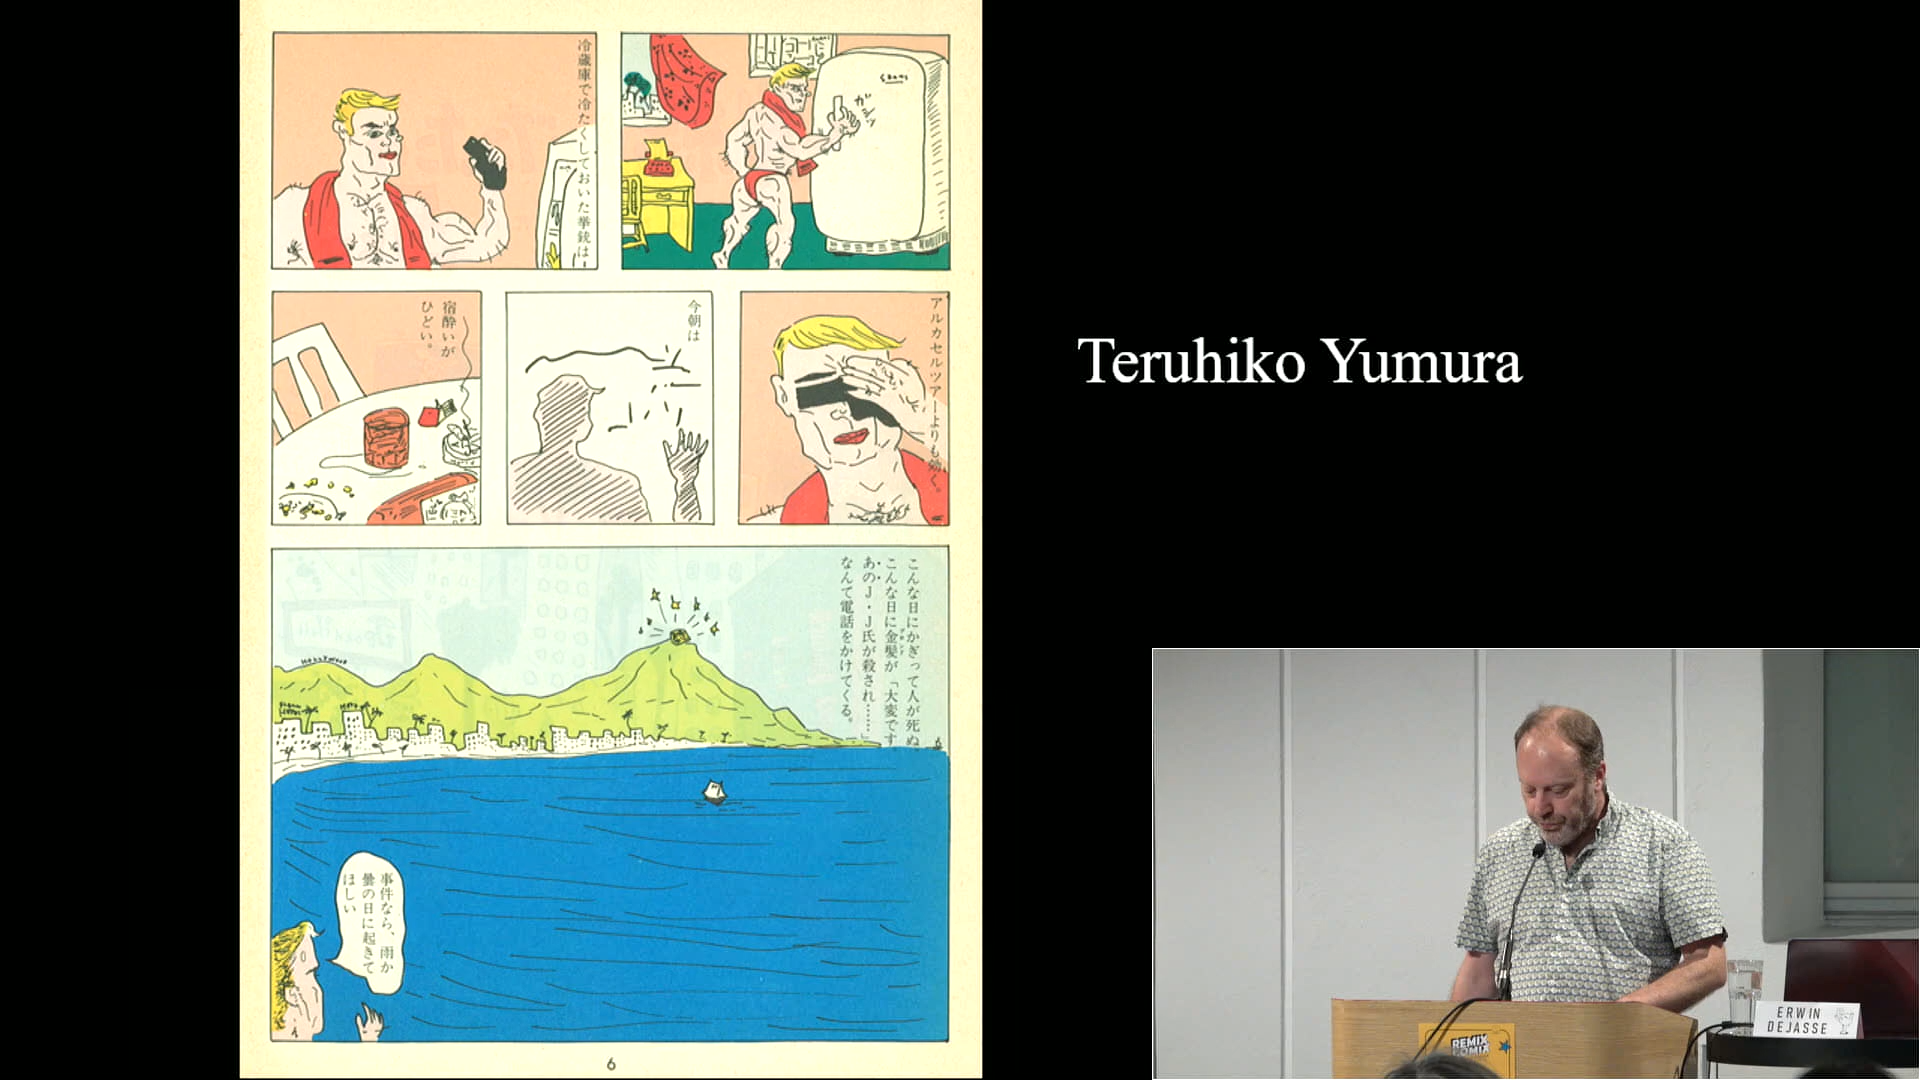 冷蔵庫で冷たくしておいた拳銃は
ガチャッ
アルカセルツァーよりも効く。
今朝は
宿酔いが
ひどい。
こんな日にかぎって人が死ぬ。
こんな日に金髪が「大変です
あのJ・J氏が殺され……」
なんて電話をかけてくる。
事件なら、雨か
曇の日に起きて
ほしい
6
Teruhiko Yumura
ERWIN
DEJASSE
REMIX
COMIX